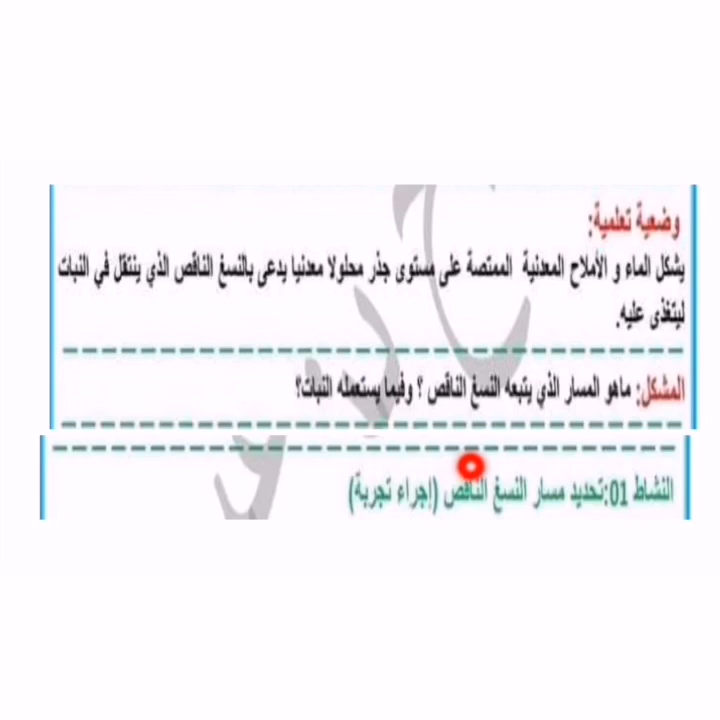 وضعية تعلمية:
يشكل الماء و الأملاح المعدنية الممتصة على مستوى جذر محلولا معدنيا يدعى بالنسغ الناقص الذي ينتقل في النبات
ليتغذى عليه.
المشكل: ماهو المسار الذي يتبعه النسغ الناقص ؟ وفيما يستعمله النبات؟
النشاط 01:تحديد مسار النسغ الناقص (إجراء تجربة)